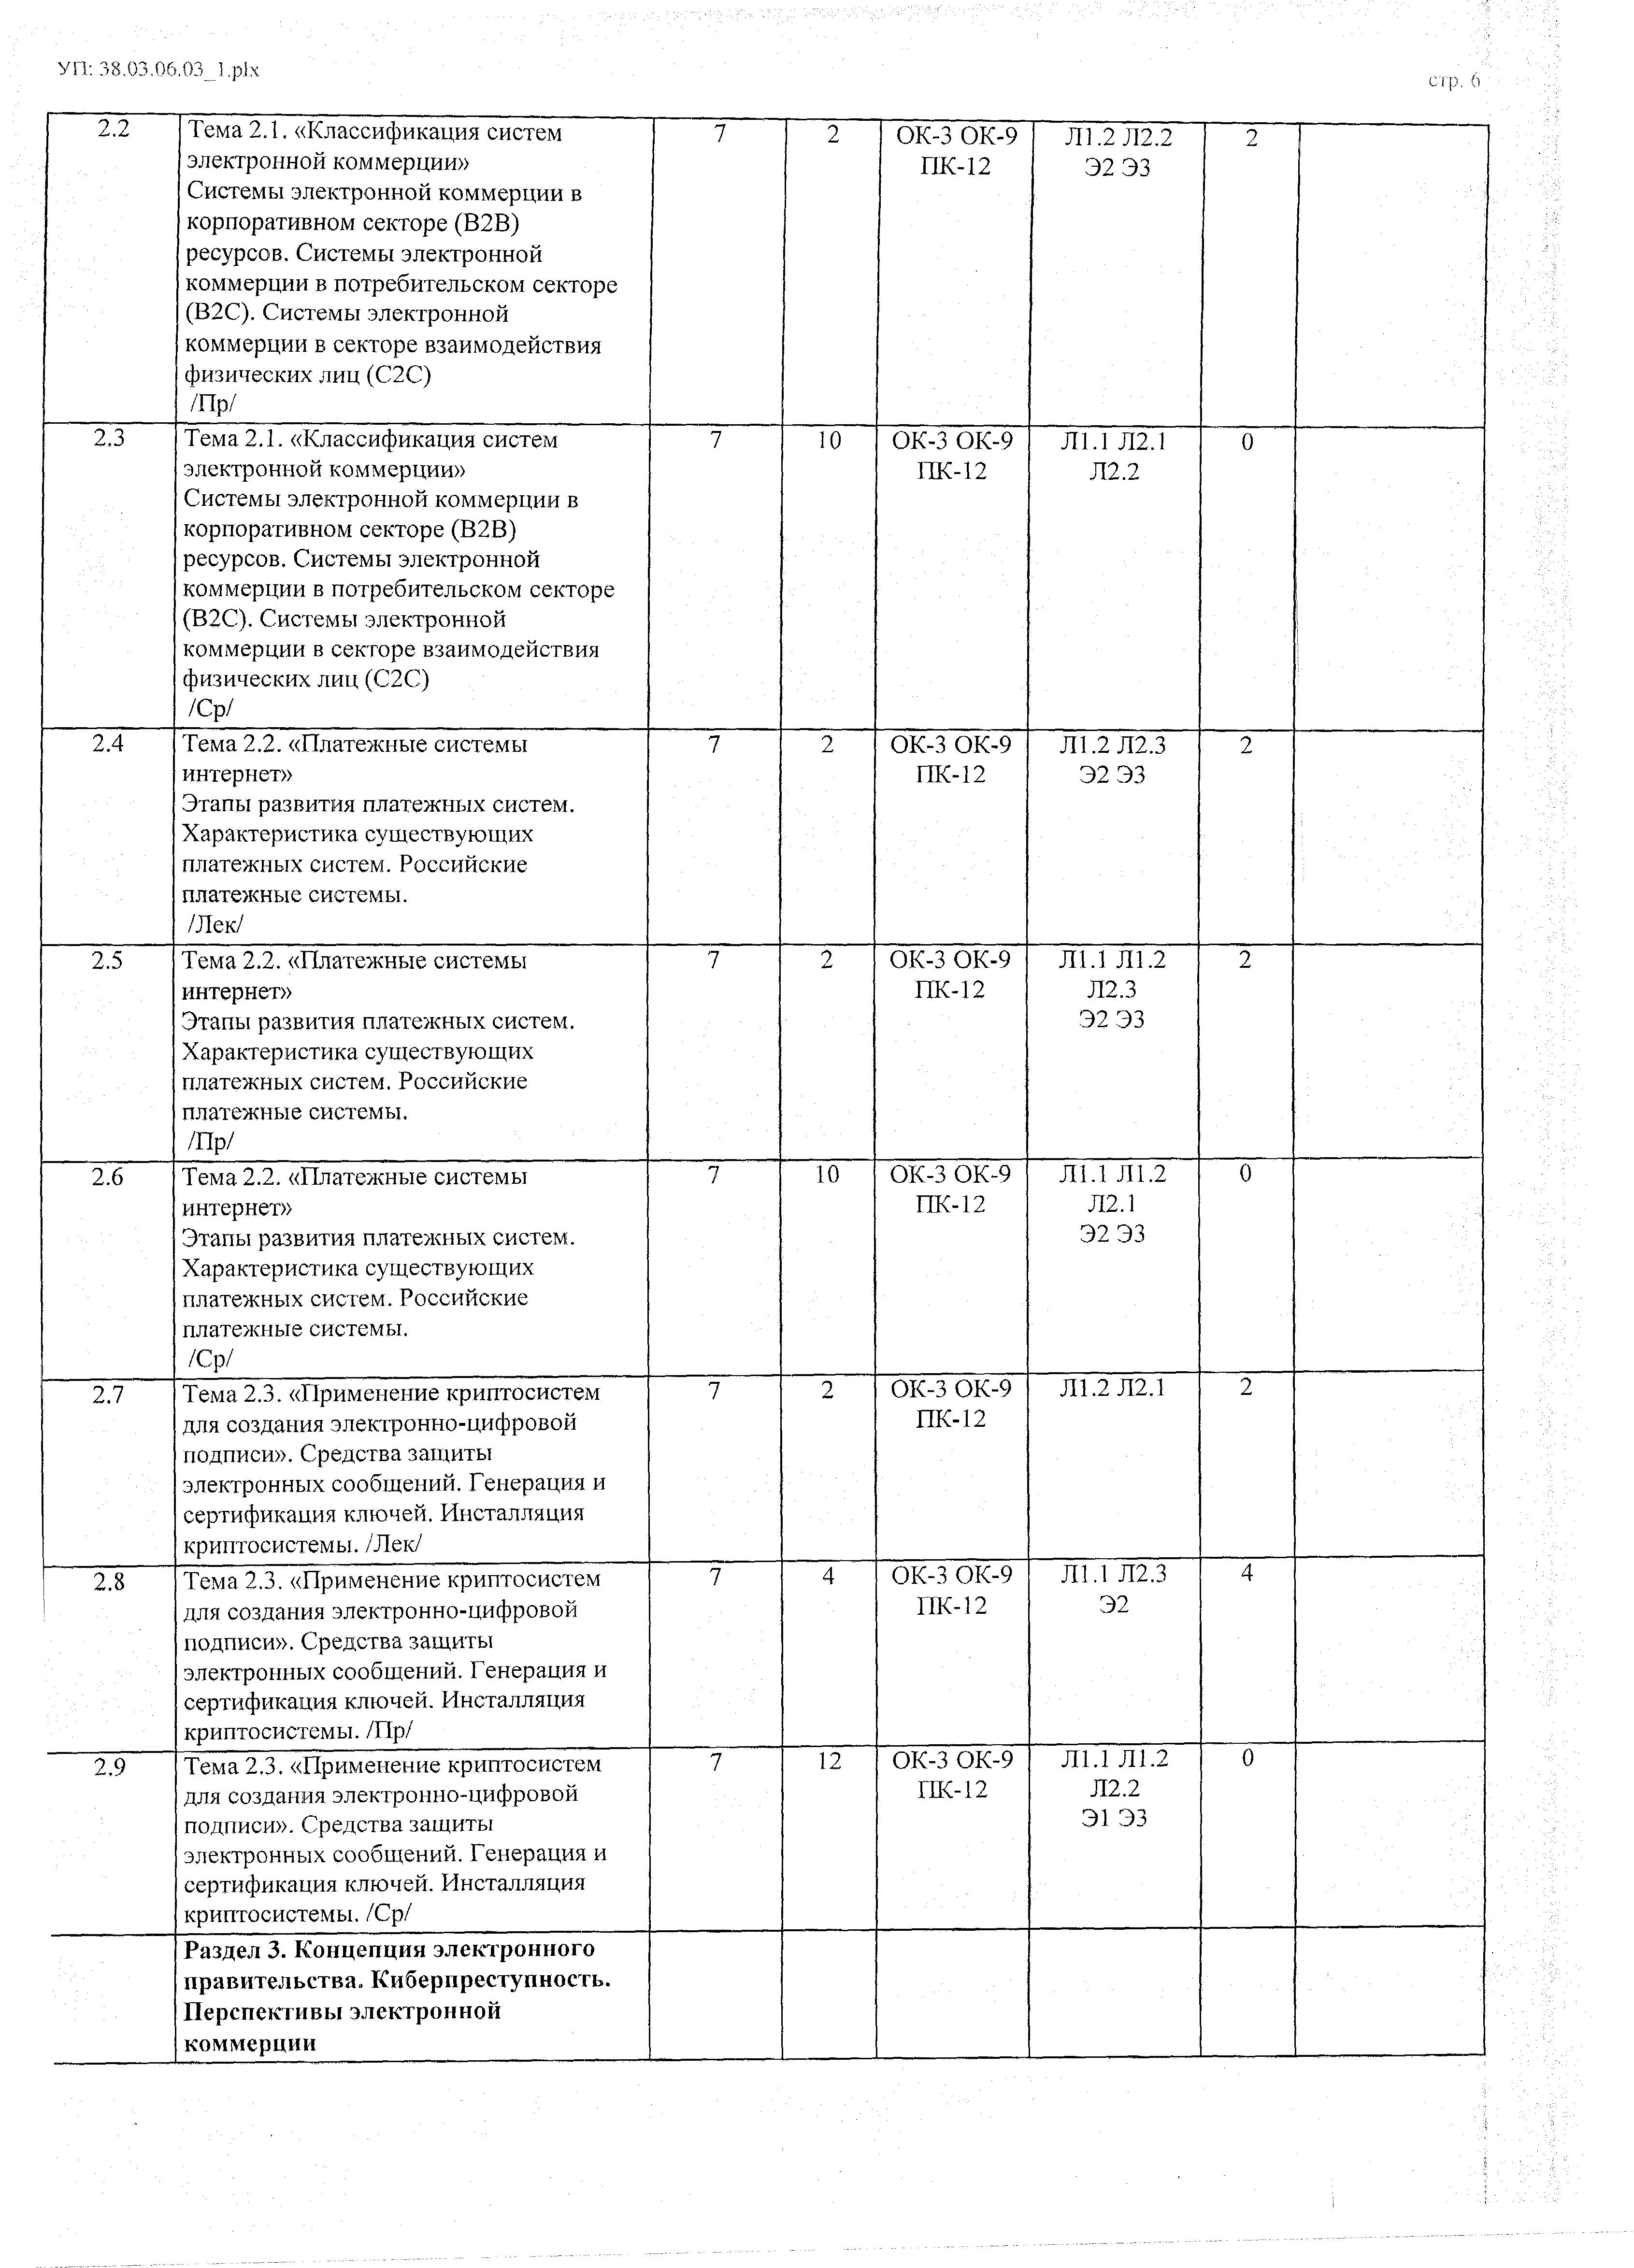 УП: 38.03.06.03_1.plx
стр. 6
2.2 Тема 2.1. «Классификация систем 7 2 ОК-3 ОК-9 Л1.2 Л2.2 2
электронной коммерции» ПК-12 Э2 Э3
Системы электронной коммерции в
корпоративном секторе (B2B)
ресурсов. Системы электронной
коммерции в потребительском секторе
(B2C). Системы электронной
коммерции в секторе взаимодействия
физических лиц (C2C)
/Пр/
2.3 Тема 2.1. «Классификация систем 7 10 ОК-3 ОК-9 Л1.1 Л2.1 0
электронной коммерции» ПК-12 Л2.2
Системы электронной коммерции в
корпоративном секторе (B2B)
ресурсов. Системы электронной
коммерции в потребительском секторе
(B2C). Системы электронной
коммерции в секторе взаимодействия
физических лиц (C2C)
/Ср/
2.4 Тема 2.2. «Платежные системы 7 2 ОК-3 ОК-9 Л1.2 Л2.3 2
интернет» ПК-12 Э2 Э3
Этапы развития платежных систем.
Характеристика существующих
платежных систем. Российские
платежные системы.
/Лек/
2.5 Тема 2.2. «Платежные системы 7 2 ОК-3 ОК-9 Л1.1 Л1.2 2
интернет» ПК-12 Л2.3
Этапы развития платежных систем. Э2 Э3
Характеристика существующих
платежных систем. Российские
платежные системы.
/Пр/
2.6 Тема 2.2. «Платежные системы 7 10 ОК-3 ОК-9 Л1.1 Л1.2 0
интернет» ПК-12 Л2.1
Этапы развития платежных систем. Э2 Э3
Характеристика существующих
платежных систем. Российские
платежные системы.
/Ср/
2.7 Тема 2.3. «Применение криптосистем 7 2 ОК-3 ОК-9 Л1.2 Л2.1 2
для создания электронно-цифровой ПК-12
подписи». Средства защиты
электронных сообщений. Генерация и
сертификация ключей. Инсталляция
криптосистемы. /Лек/
2.8 Тема 2.3. «Применение криптосистем 7 4 ОК-3 ОК-9 Л1.1 Л2.3 4
для создания электронно-цифровой ПК-12 Э2
подписи». Средства защиты
электронных сообщений. Генерация и
сертификация ключей. Инсталляция
криптосистемы. /Пр/
2.9 Тема 2.3. «Применение криптосистем 7 12 ОК-3 ОК-9 Л1.1 Л1.2 0
для создания электронно-цифровой ПК-12 Л2.2
подписи». Средства защиты Э1 Э3
электронных сообщений. Генерация и
сертификация ключей. Инсталляция
криптосистемы. /Ср/
Раздел 3. Концепция электронного
правительства. Киберпреступность.
Перспективы электронной
коммерции